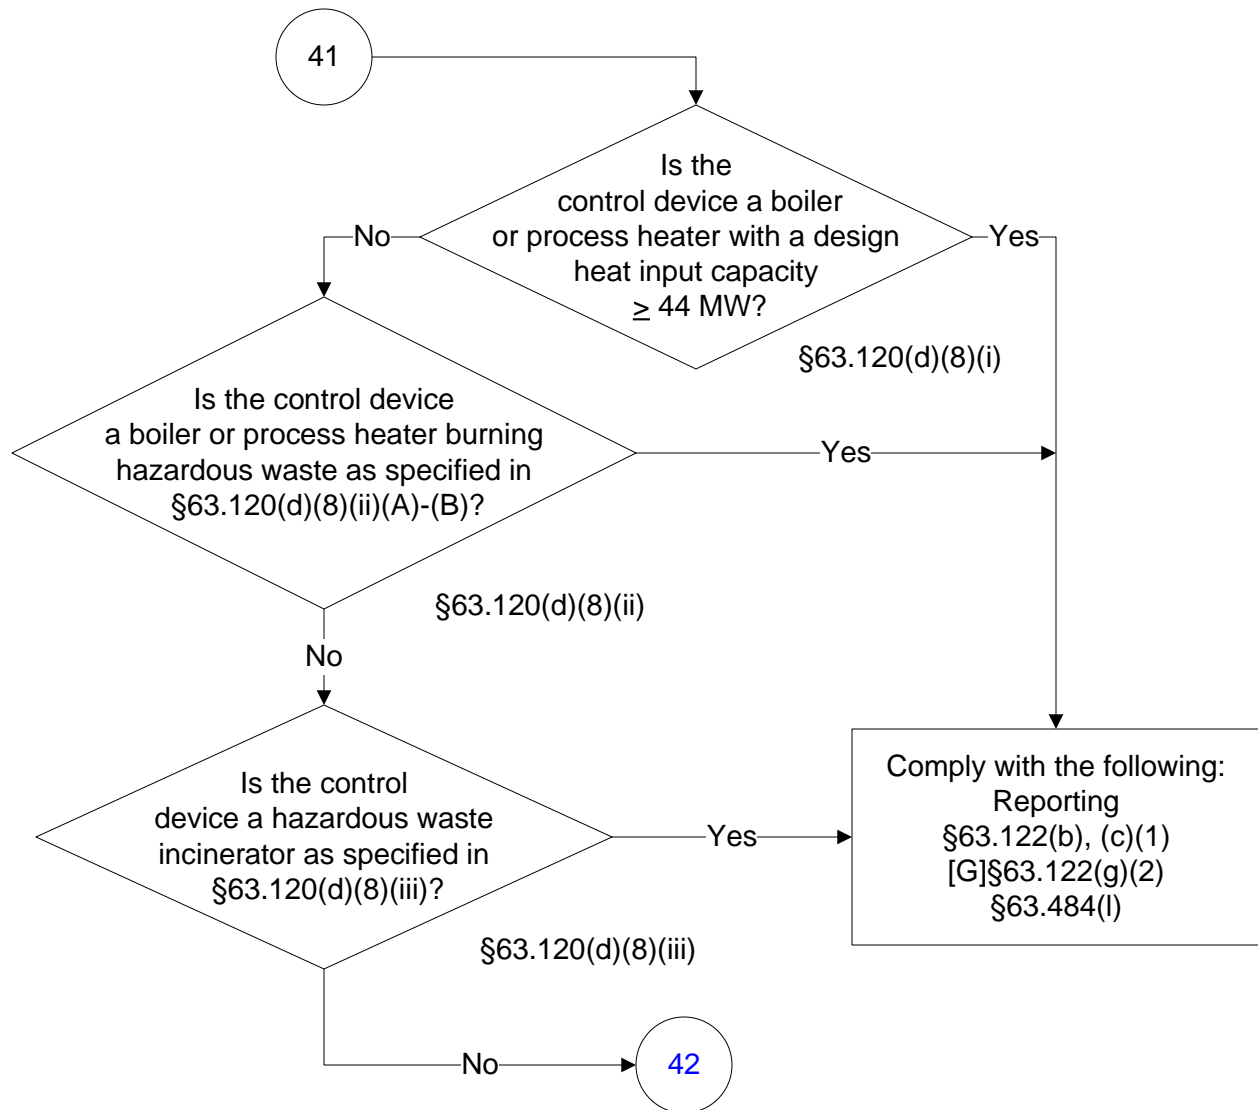 41
Is the
control device a boiler
or process heater with a design
heat input capacity
≥ 44 MW?
No
Yes
§63.120(d)(8)(i)
Is the control device
a boiler or process heater burning
hazardous waste as specified in
§63.120(d)(8)(ii)(A)-(B)?
Yes
§63.120(d)(8)(ii)
No
Is the control
device a hazardous waste
incinerator as specified in
§63.120(d)(8)(iii)?
Yes
§63.120(d)(8)(iii)
Comply with the following:
Reporting
§63.122(b), (c)(1)
[G]§63.122(g)(2)
§63.484(l)
No
42